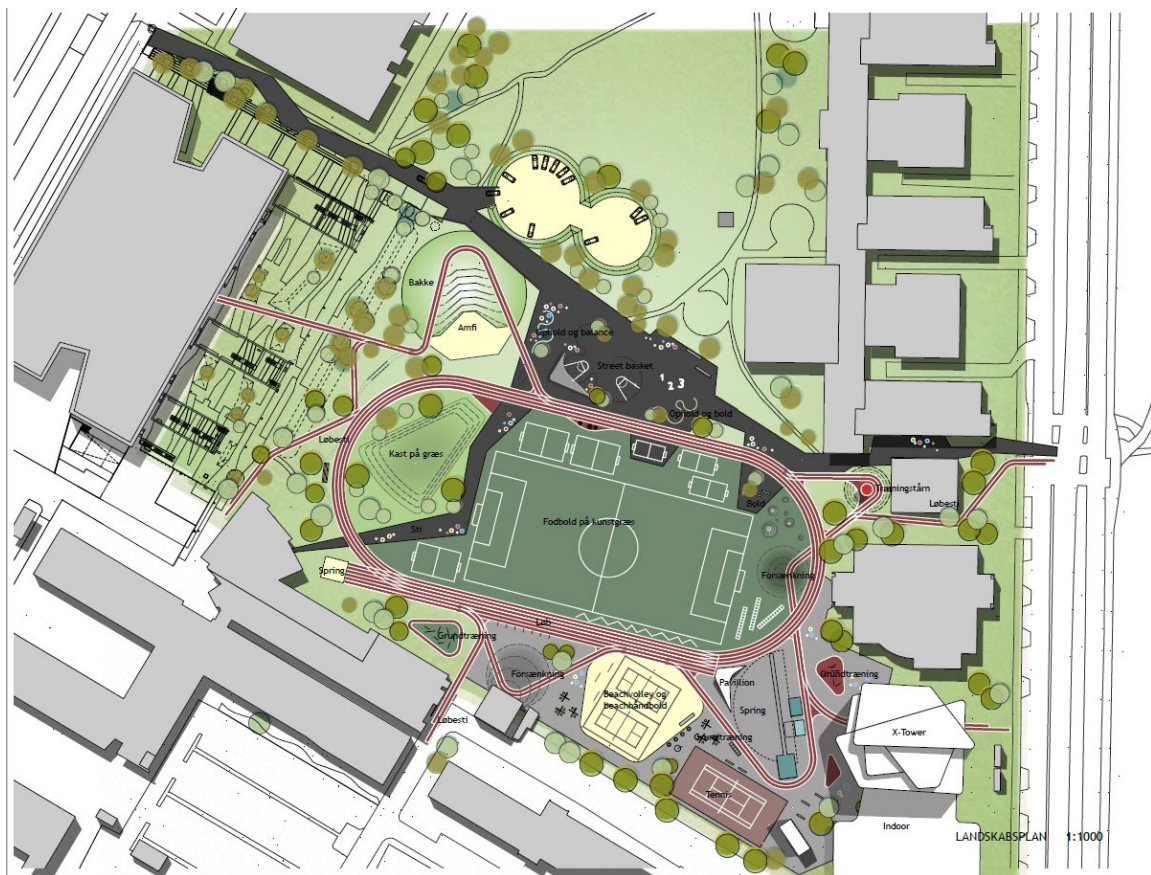 Bakke
Amfi
Ophold og balance
Street basket
1 2 3
Ophold og bold
Løbesti
Kast på græs
Træningstårn
Løbesti
Bold
Fodbold på kunstgræs
Sti
Spring
Forsænkning
Løb
Grundtræning
Forsænkning
Pavilion
Grundtræning
Beachvolley og
beachhåndbold
Spring
Løbesti
Grundtræning
X-Tower
Tennis
Indoor
LANDSKABSPLAN 1:1000